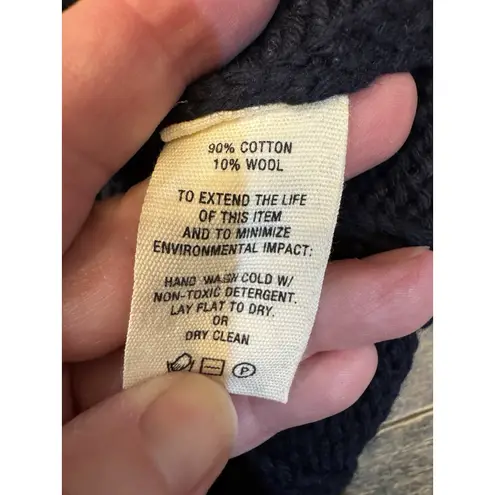 90% COTTON
10% WOOL
TO EXTEND THE LIFE
OF THIS ITEM
AND TO MINIMIZE
ENVIRONMENTAL IMPACT:
HAND WASH COLD W/
NON-TOXIC DETERGENT.
LAY FLAT TO DRY.
OR
DRY CLEAN
P